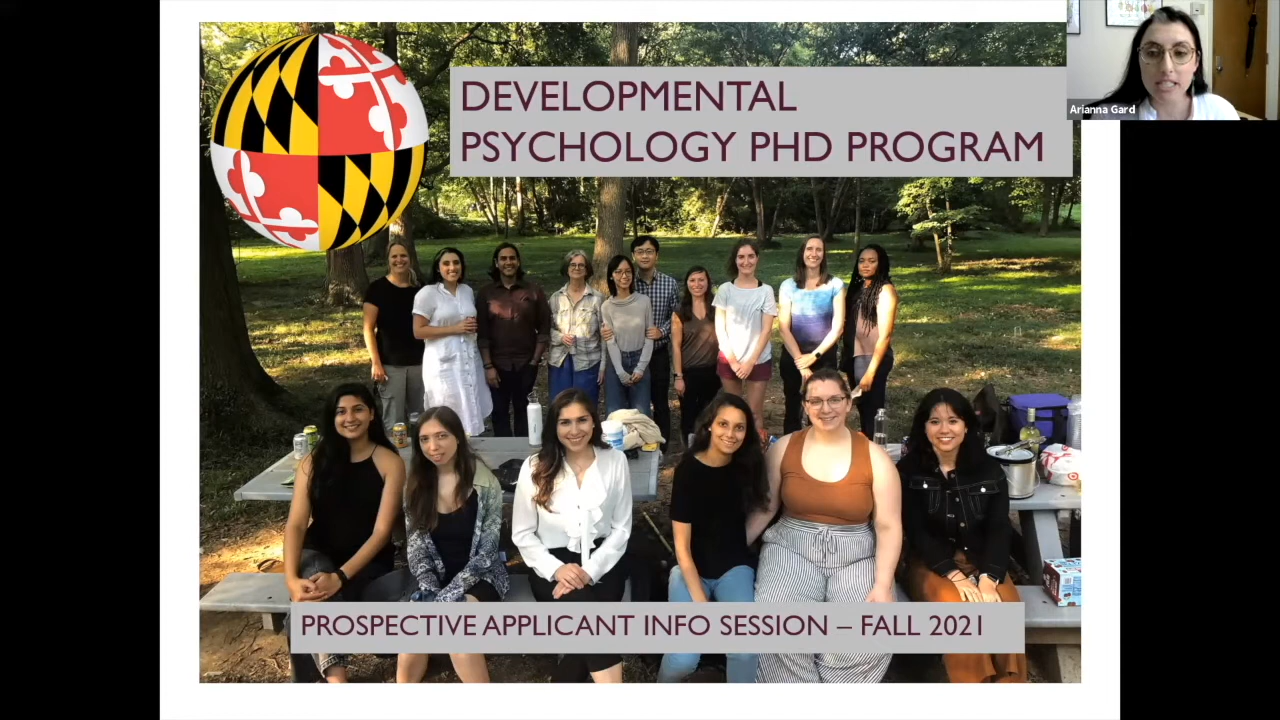 DEVELOPMENTAL
PSYCHOLOGY PHD PROGRAM
Arianna Gard
PROSPECTIVE APPLICANT INFO SESSION – FALL 2021